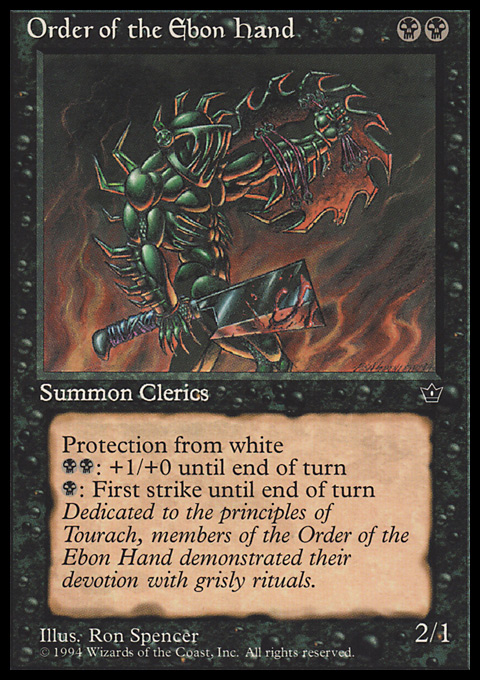 Order of the Ebon Hand
Summon Clerics
Protection from white
: +1/+0 until end of turn
: First strike until end of turn
Dedicated to the principles of
Tourach, members of the Order of the
Ebon Hand demonstrated their
devotion with grisly rituals.
Illus. Ron Spencer
2/1
© 1994 Wizards of the Coast, Inc. All rights reserved.